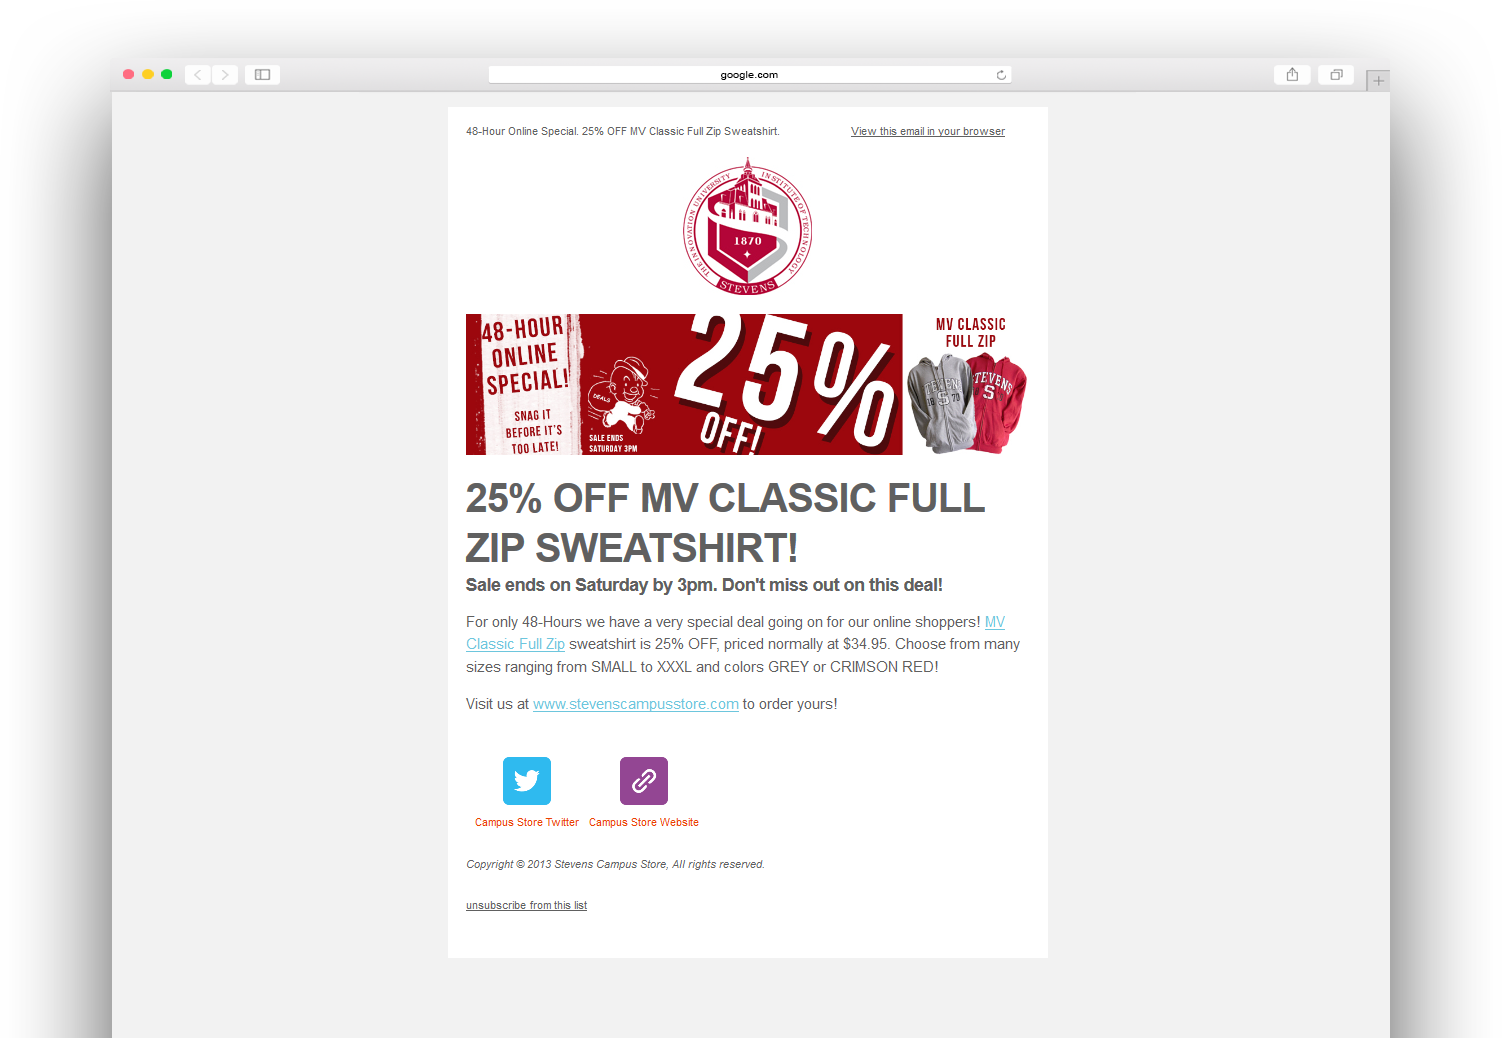 google.com
48-Hour Online Special. 25% OFF MV Classic Full Zip Sweatshirt.
View this email in your browser
THE INNOVATION UNIVERSITY
INSTITUTE OF TECHNOLOGY
1870
STEVENS
48-HOUR
ONLINE
SPECIAL!
SNAG IT
BEFORE IT'S
TOO LATE!
DEALS
SALE ENDS
SATURDAY 3PM
25%
OFF!
MV CLASSIC
FULL ZIP
STEVENS
18 S 70
STEVENS
S
25% OFF MV CLASSIC FULL
ZIP SWEATSHIRT!
Sale ends on Saturday by 3pm. Don't miss out on this deal!
For only 48-Hours we have a very special deal going on for our online shoppers! MV
Classic Full Zip sweatshirt is 25% OFF, priced normally at $34.95. Choose from many
sizes ranging from SMALL to XXXL and colors GREY or CRIMSON RED!
Visit us at www.stevenscampusstore.com to order yours!
Campus Store Twitter
Campus Store Website
Copyright © 2013 Stevens Campus Store, All rights reserved.
unsubscribe from this list